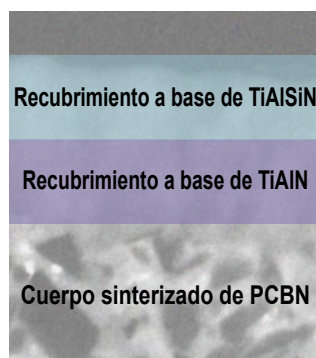 Recubrimiento a base de TiAlSiN
Recubrimiento a base de TiAlN
Cuerpo sinterizado de PCBN